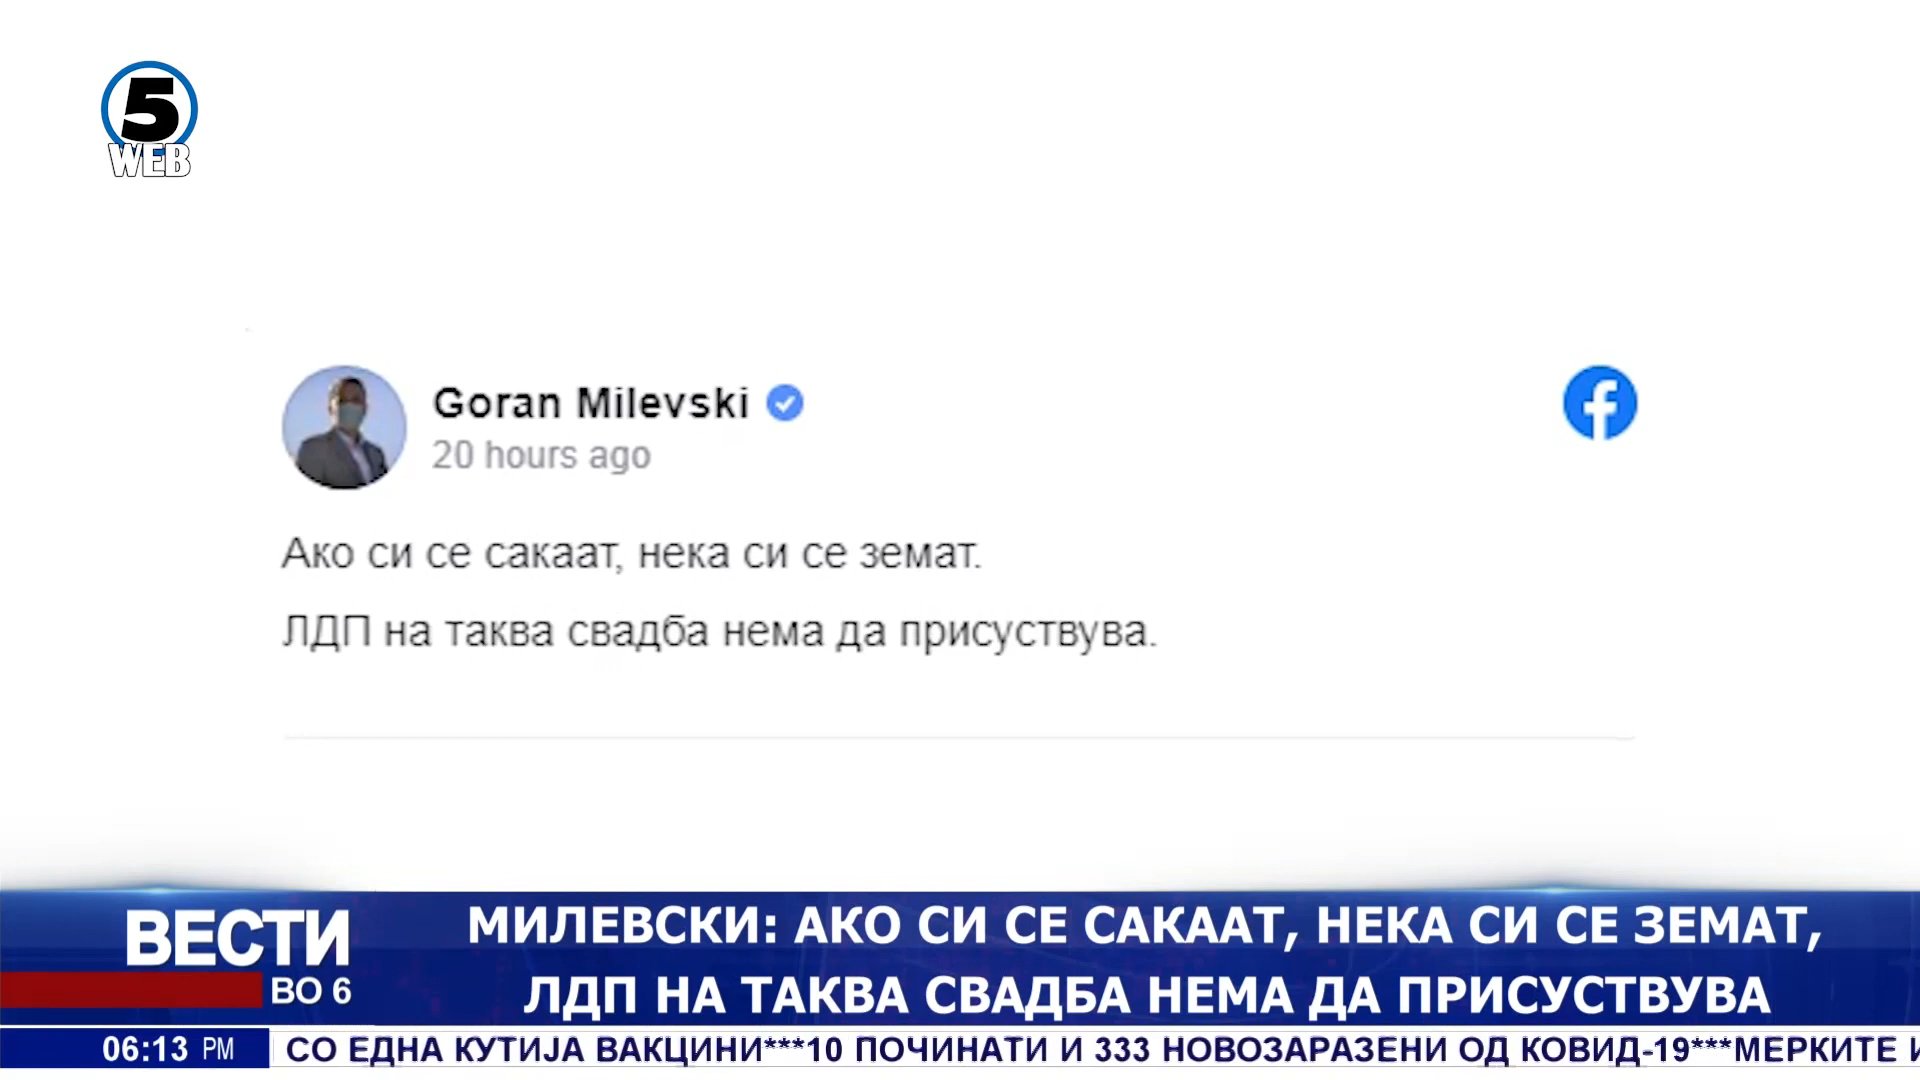 5
WEB
Goran Milevski
20 hours ago
Ако си се сакаат, нека си се земат.
ЛДП на таква свадба нема да присуствува.
ВЕСТИ
ВО 6
МИЛЕВСКИ: АКО СИ СЕ САКААТ, НЕКА СИ СЕ ЗЕМАТ,
ЛДП НА ТАКВА СВАДБА НЕМА ДА ПРИСУСТВУВА
06:13 PM
СО ЕДНА КУТИЈА ВАКЦИНИ***10 ПОЧИНАТИ И 333 НОВОЗАРАЗЕНИ ОД КОВИД-19***МЕРКИТЕ